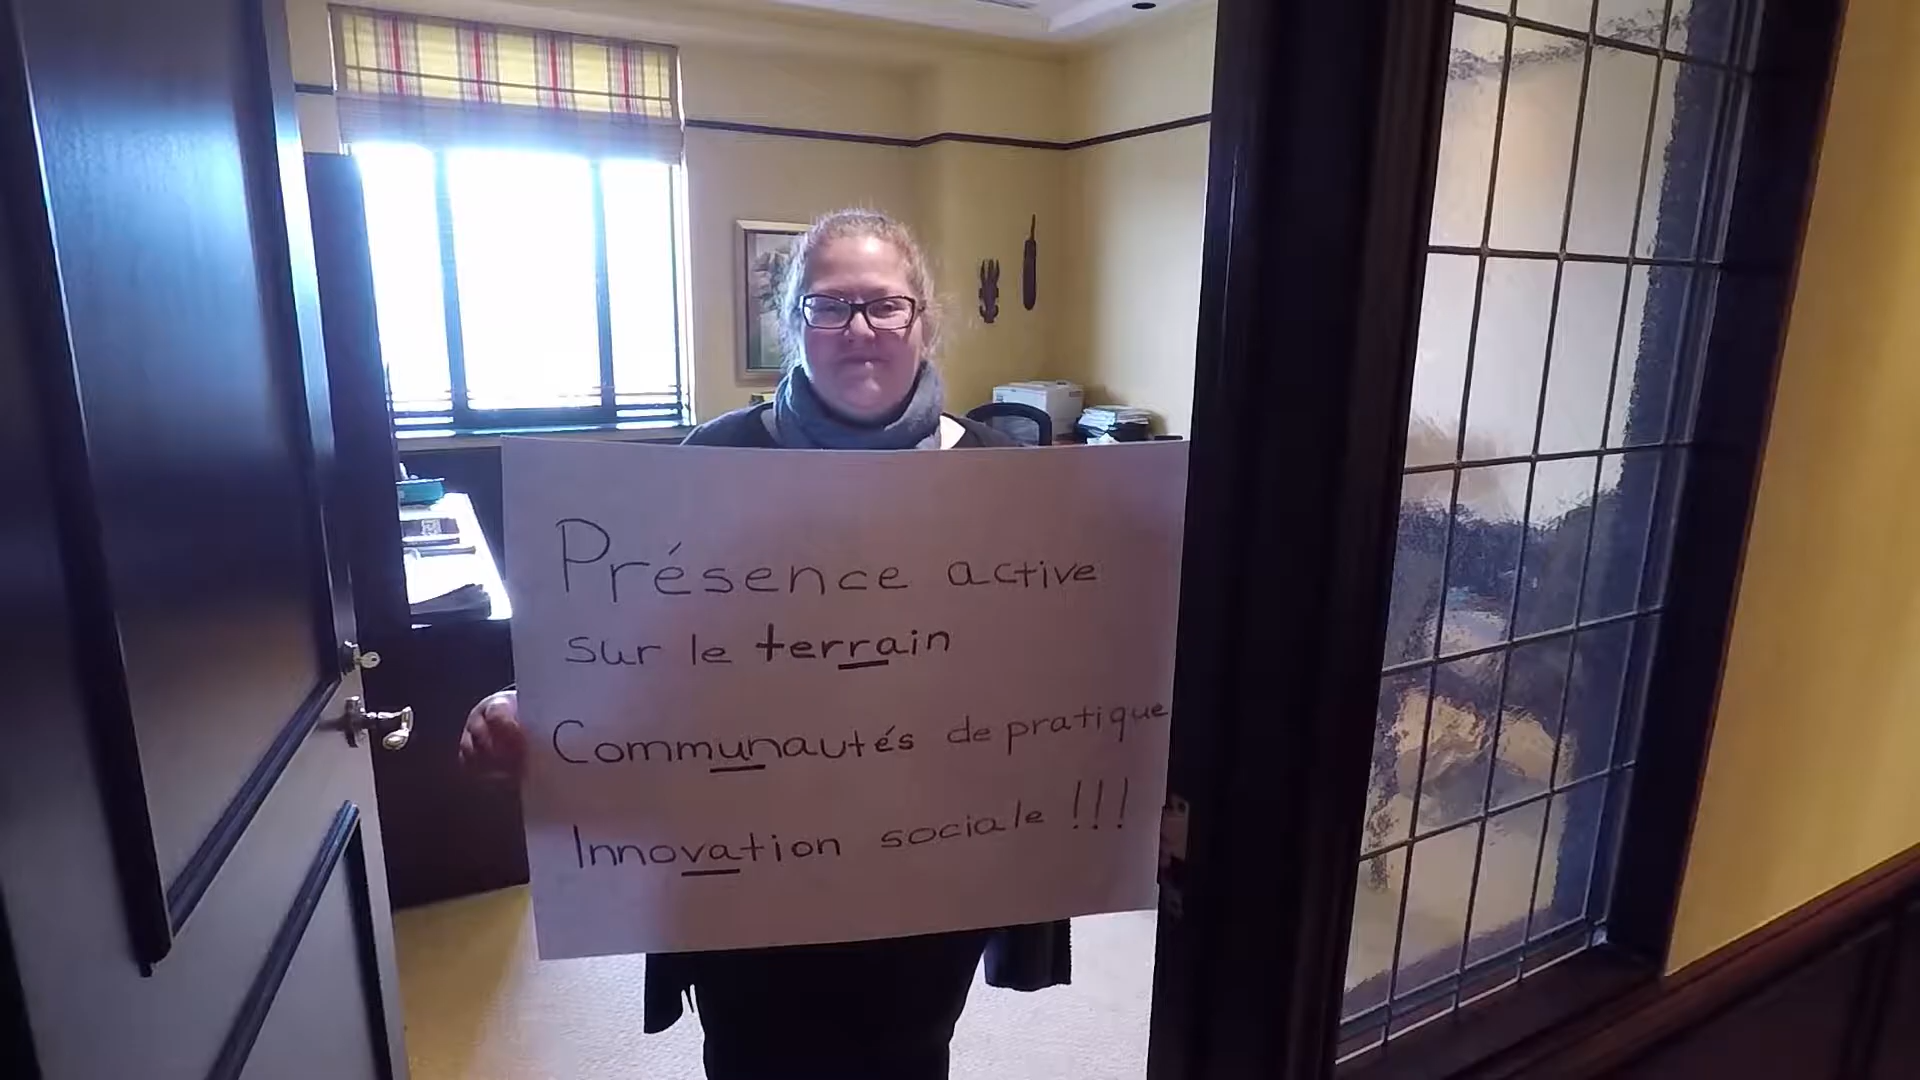 Présence active
sur le terrain
Communautés de pratique
Innovation sociale !!!